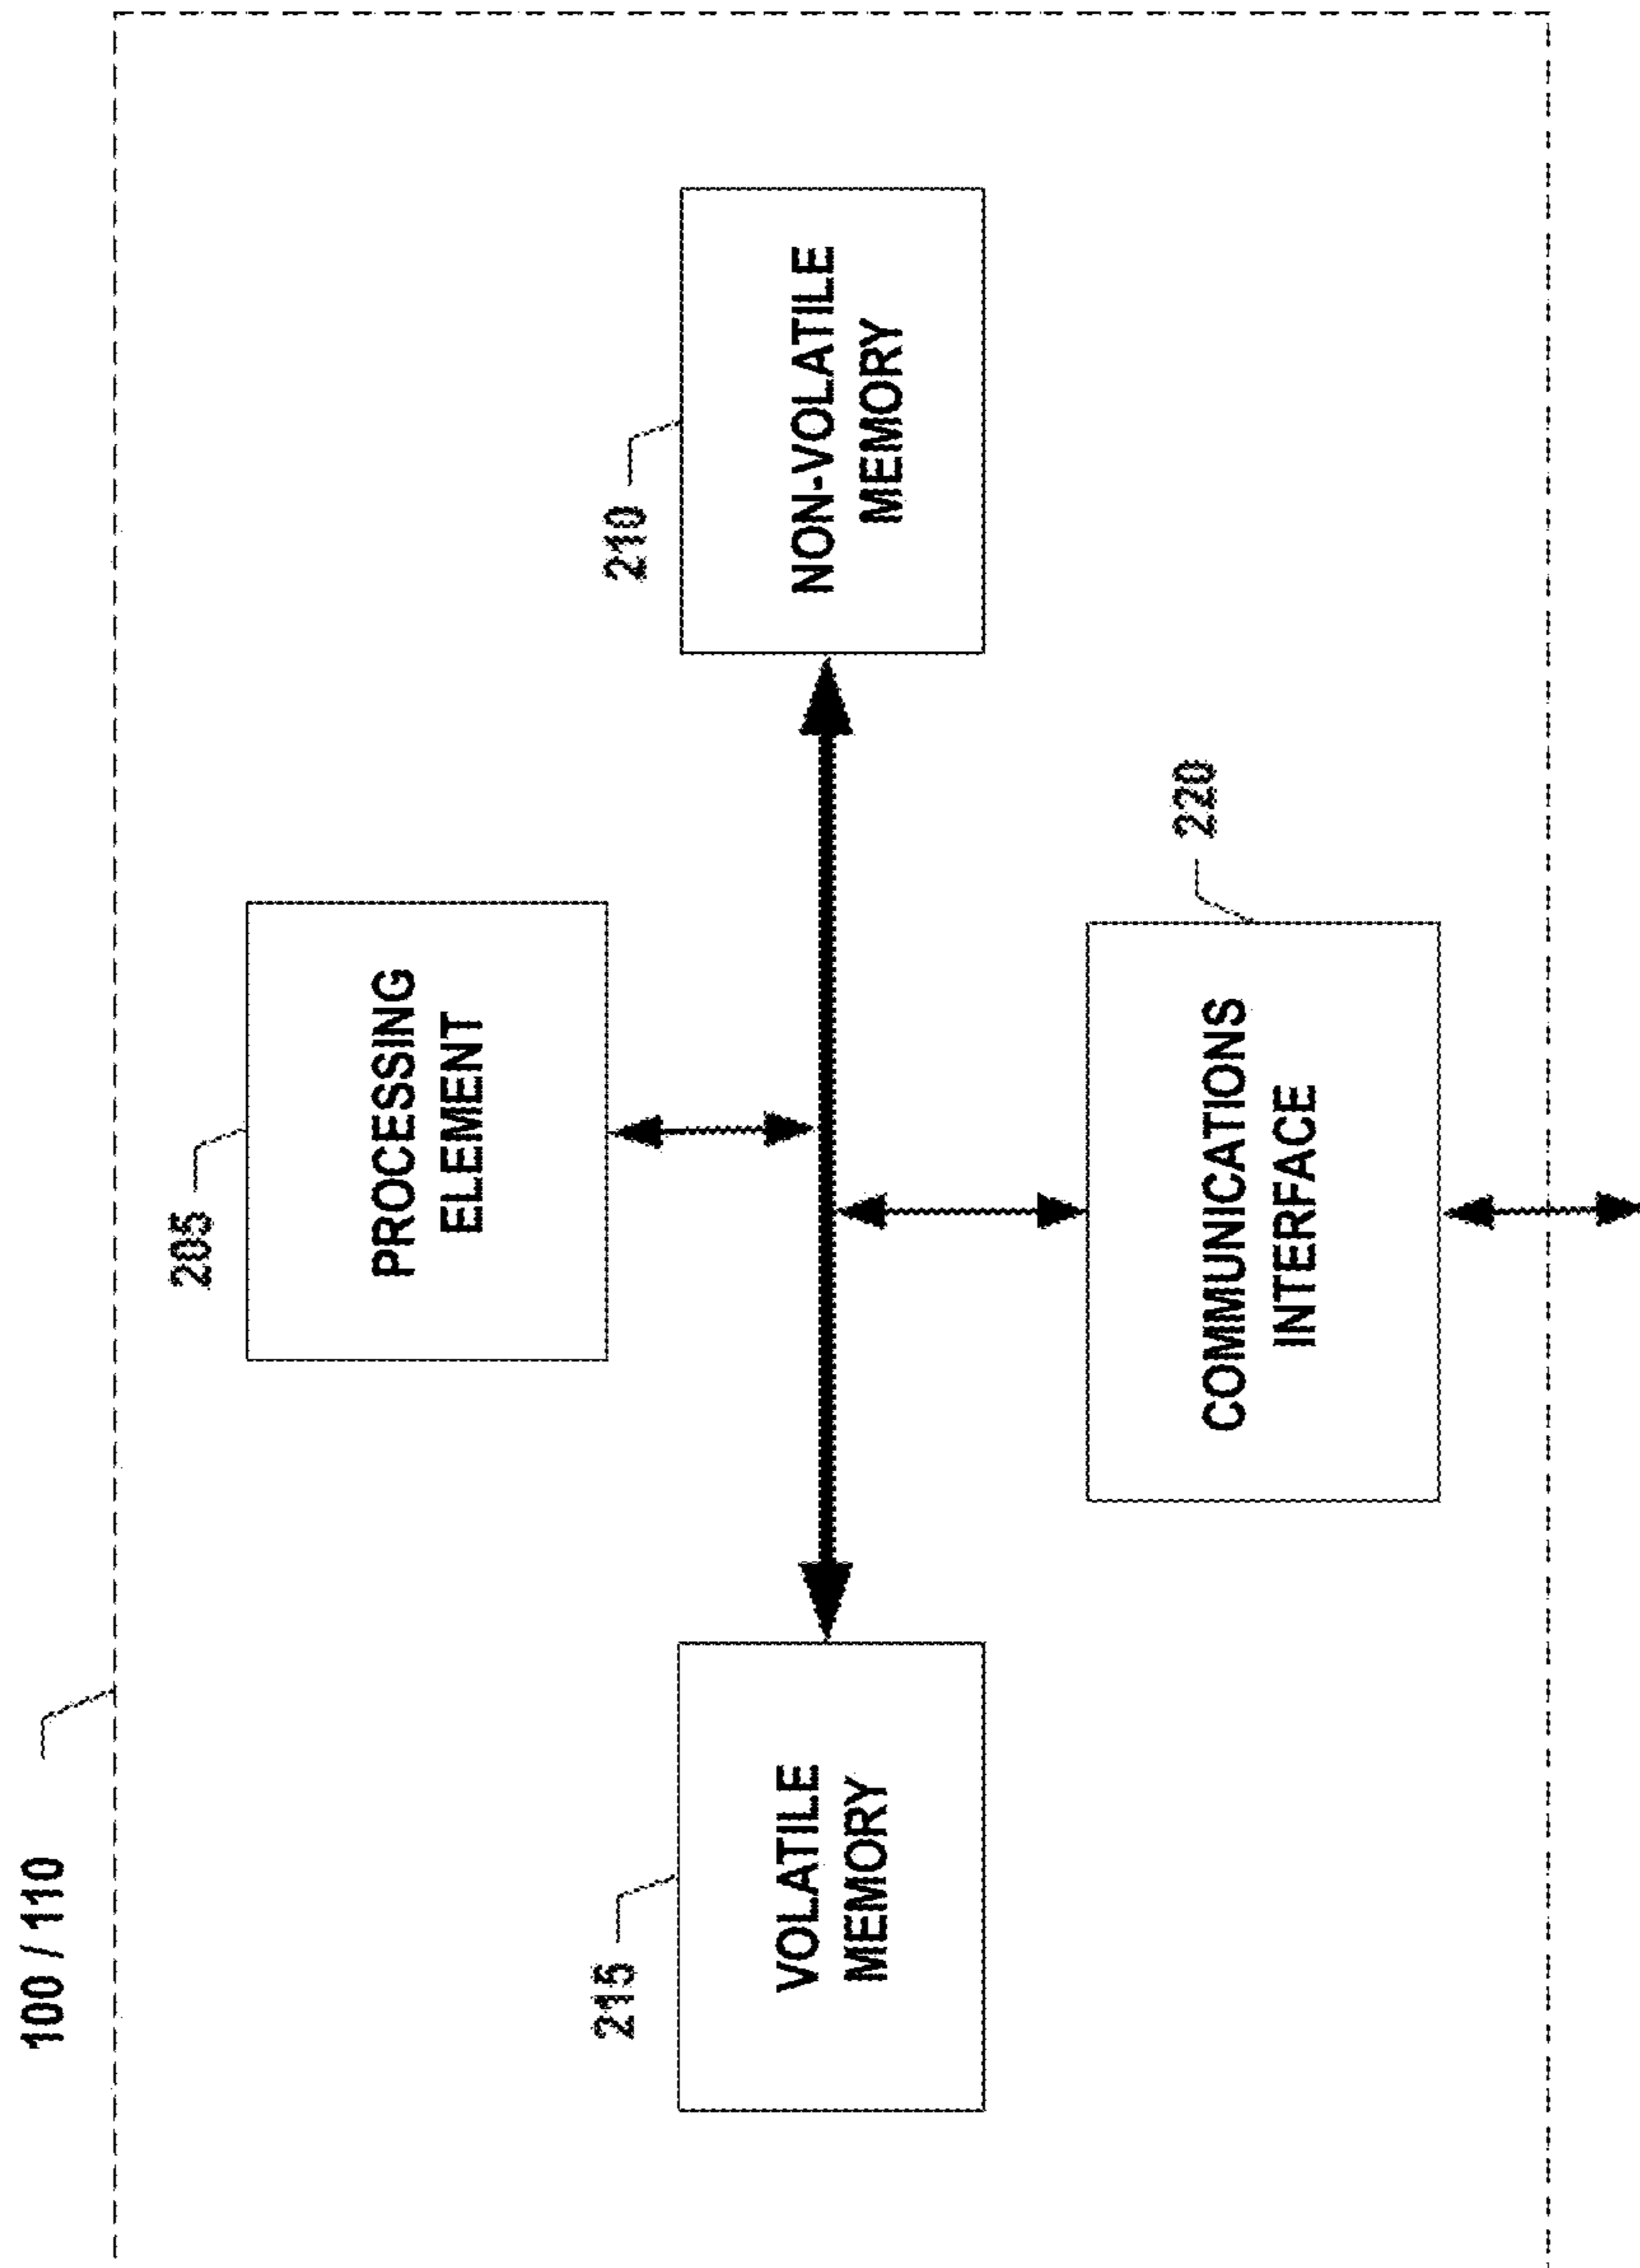 100 / 110
205
PROCESSING
ELEMENT
215
VOLATILE
MEMORY
210
NON-VOLATILE
MEMORY
220
COMMUNICATIONS
INTERFACE